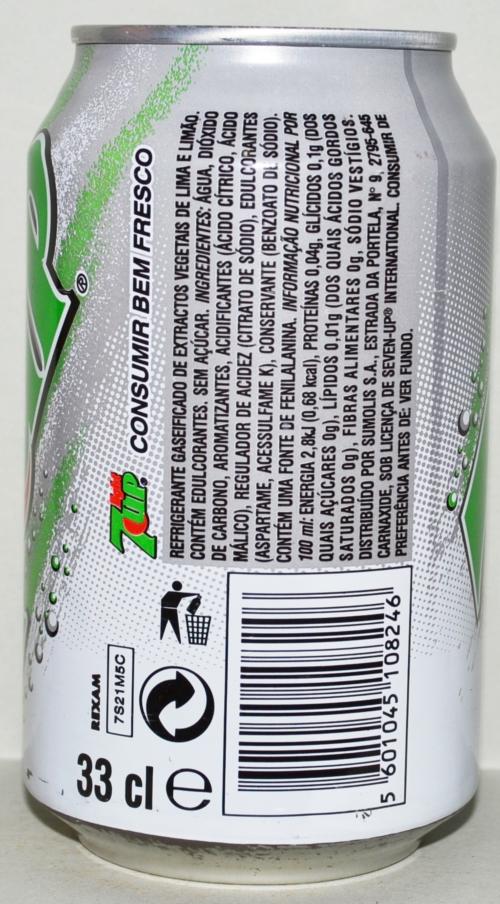 7UP light
CONSUMIR BEM FRESCO
REFRIGERANTE GASEIFICADO DE EXTRACTOS VEGETAIS DE LIMA E LIMÃO.
CONTÉM EDULCORANTES. SEM AÇÚCAR. INGREDIENTES: ÁGUA, DIÓXIDO
DE CARBONO, AROMATIZANTES, ACIDIFICANTES (ÁCIDO CÍTRICO, ÁCIDO
MÁLICO), REGULADOR DE ACIDEZ (CITRATO DE SÓDIO), EDULCORANTES
(ASPARTAME, ACESSULFAME K), CONSERVANTE (BENZOATO DE SÓDIO).
CONTÉM UMA FONTE DE FENILALANINA. INFORMAÇÃO NUTRICIONAL POR
100 ml: ENERGIA 2,8kJ (0,68 kcal), PROTEÍNAS 0,04g, GLÍCIDOS 0,1g (DOS
QUAIS AÇÚCARES 0g), LÍPIDOS 0,01g (DOS QUAIS ÁCIDOS GORDOS
SATURADOS 0g), FIBRAS ALIMENTARES 0g, SÓDIO VESTÍGIOS.
DISTRIBUÍDO POR SUMOLIS S.A., ESTRADA DA PORTELA, Nº 9, 2795-645
CARNAXIDE, SOB LICENÇA DE SEVEN-UP® INTERNATIONAL. CONSUMIR DE
PREFERÊNCIA ANTES DE: VER FUNDO.
REXAM
7S21M5C
33 cl e
5 601045 108246